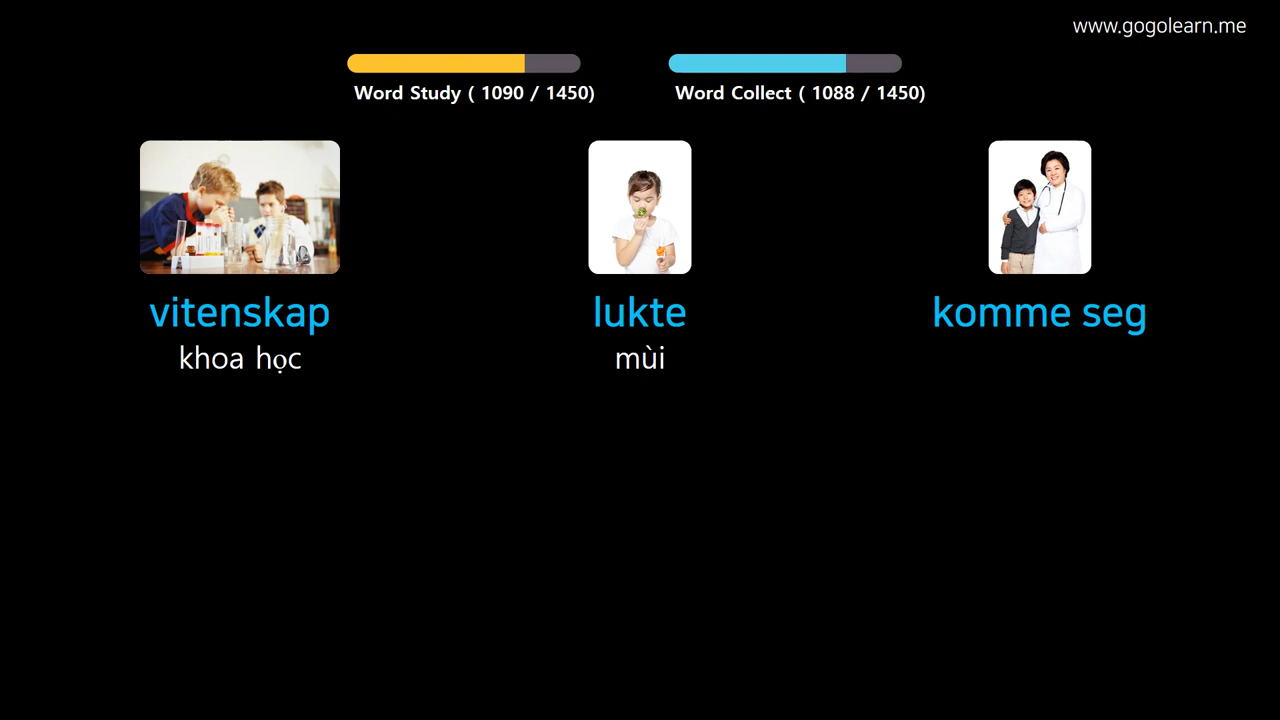 www.gogolearn.me
Word Study ( 1090 / 1450)
Word Collect ( 1088 / 1450)
vitenskap
khoa học
lukte
mùi
komme seg